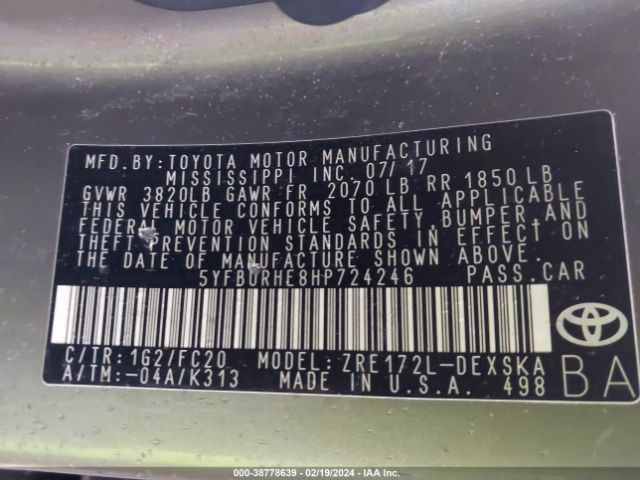 MFD.BY:TOYOTA MOTOR MANUFACTURING
MISSISSIPPI INC. 07/17
GVWR 3820LB GAWR FR 2070 LB RR 1850 LB
THIS VEHICLE CONFORMS TO ALL APPLICABLE
FEDERAL MOTOR VEHICLE SAFETY,BUMPER,AND
THEFT PREVENTION STANDARDS IN EFFECT ON
THE DATE OF MANUFACTURE SHOWN ABOVE.
5YFBURHE8HP724246 PASS.CAR
C/TR:1G2/FC20 MODEL:ZRE172L-DEXSKA
A/TM:-04A/K313 MADE IN U.S.A. 498
BA
000-38778639 - 02/19/2024 - IAA Inc.